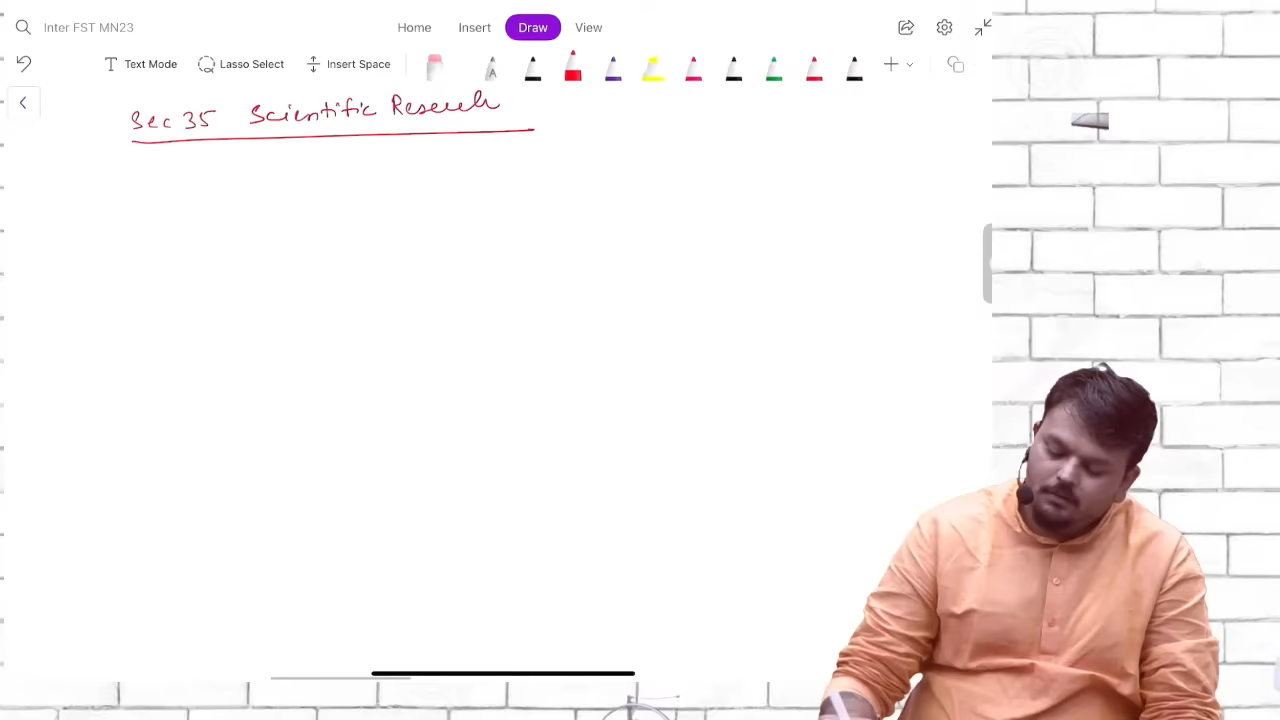 Inter FST MN23
Home Insert Draw View
Text Mode Lasso Select Insert Space
A
Sec 35 Scientific Research